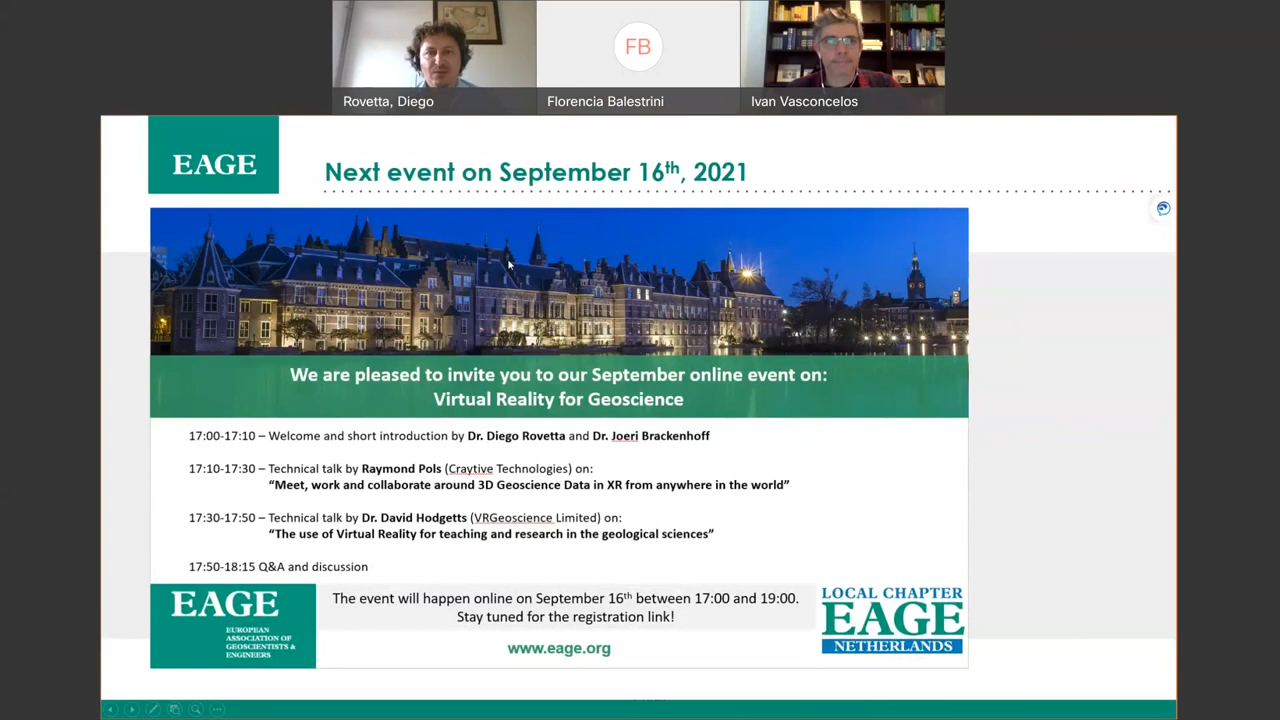 FB
Rovetta, Diego
Florencia Balestrini
Ivan Vasconcelos
EAGE
Next event on September 16th, 2021
We are pleased to invite you to our September online event on:
Virtual Reality for Geoscience
17:00-17:10 – Welcome and short introduction by Dr. Diego Rovetta and Dr. Joeri Brackenhoff
17:10-17:30 – Technical talk by Raymond Pols (Craytive Technologies) on:
“Meet, work and collaborate around 3D Geoscience Data in XR from anywhere in the world”
17:30-17:50 – Technical talk by Dr. David Hodgetts (VRGeoscience Limited) on:
“The use of Virtual Reality for teaching and research in the geological sciences”
17:50-18:15 Q&A and discussion
EAGE
EUROPEAN
ASSOCIATION OF
GEOSCIENTISTS &
ENGINEERS
The event will happen online on September 16th between 17:00 and 19:00.
Stay tuned for the registration link!
www.eage.org
LOCAL CHAPTER
EAGE
NETHERLANDS